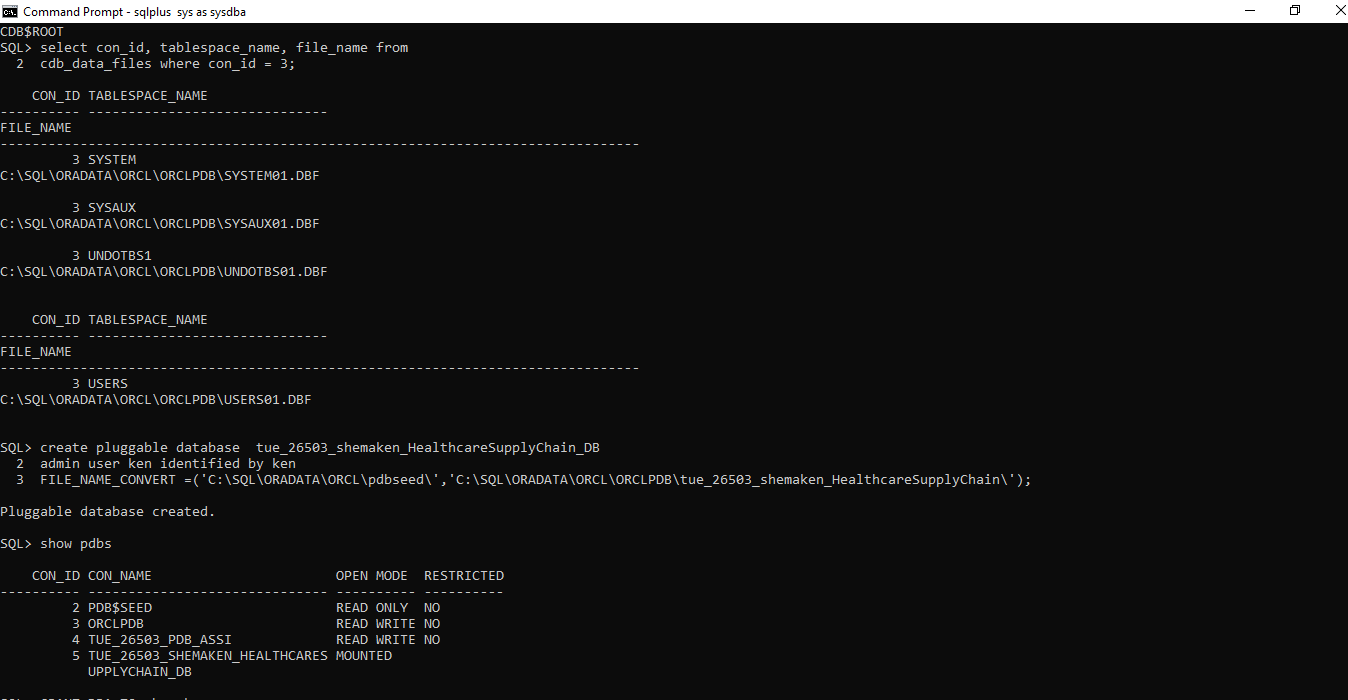 Command Prompt - sqlplus  sys as sysdba
CDB$ROOT
SQL> select con_id, tablespace_name, file_name from
  2  cdb_data_files where con_id = 3;
    CON_ID TABLESPACE_NAME
---------- ------------------------------
FILE_NAME
--------------------------------------------------------------------------------
         3 SYSTEM
C:\SQL\ORADATA\ORCL\ORCLPDB\SYSTEM01.DBF
         3 SYSAUX
C:\SQL\ORADATA\ORCL\ORCLPDB\SYSAUX01.DBF
         3 UNDOTBS1
C:\SQL\ORADATA\ORCL\ORCLPDB\UNDOTBS01.DBF
    CON_ID TABLESPACE_NAME
---------- ------------------------------
FILE_NAME
--------------------------------------------------------------------------------
         3 USERS
C:\SQL\ORADATA\ORCL\ORCLPDB\USERS01.DBF
SQL> create pluggable database  tue_26503_shemaken_HealthcareSupplyChain_DB
  2  admin user ken identified by ken
  3  FILE_NAME_CONVERT =('C:\SQL\ORADATA\ORCL\pdbseed\','C:\SQL\ORADATA\ORCL\ORCLPDB\tue_26503_shemaken_HealthcareSupplyChain\');
Pluggable database created.
SQL> show pdbs
    CON_ID CON_NAME                       OPEN MODE  RESTRICTED
---------- ------------------------------ ---------- ----------
         2 PDB$SEED                       READ ONLY  NO
         3 ORCLPDB                        READ WRITE NO
         4 TUE_26503_PDB_ASSI             READ WRITE NO
         5 TUE_26503_SHEMAKEN_HEALTHCARES MOUNTED
           UPPLYCHAIN_DB